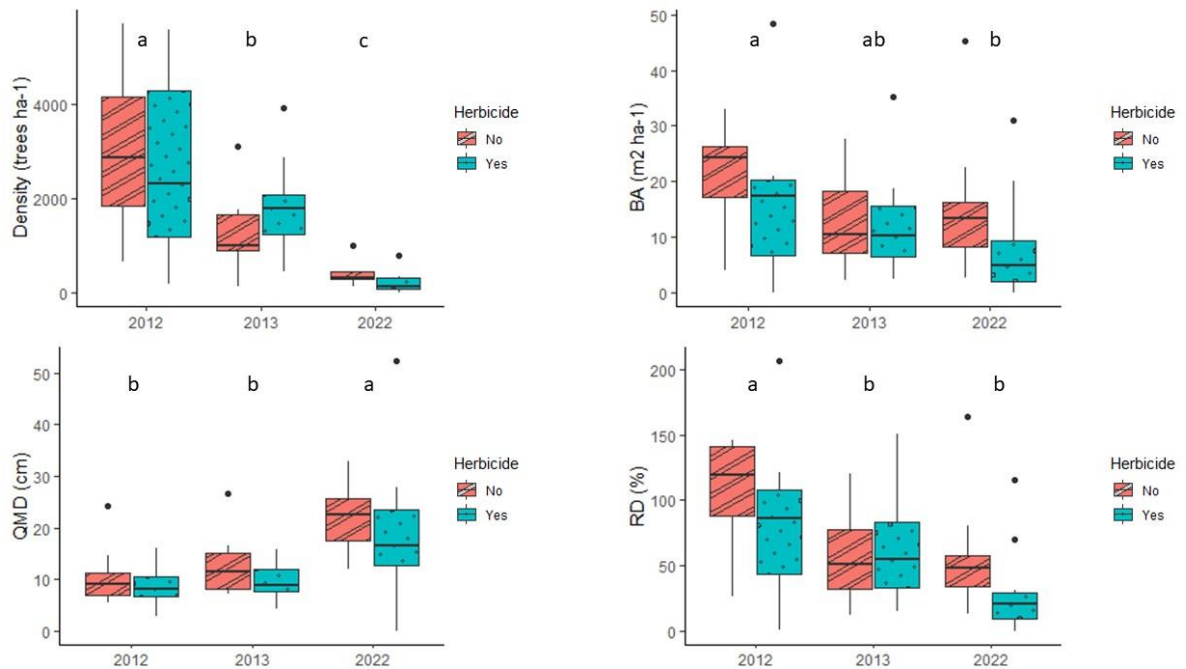 Density (trees ha-1)
4000
2000
0
a
b
c
2012
2013
2022
Herbicide
No
Yes
BA (m2 ha-1)
50
40
30
20
10
0
a
ab
b
2012
2013
2022
Herbicide
No
Yes
QMD (cm)
50
40
30
20
10
0
b
b
a
2012
2013
2022
Herbicide
No
Yes
RD (%)
200
150
100
50
0
a
b
b
2012
2013
2022
Herbicide
No
Yes